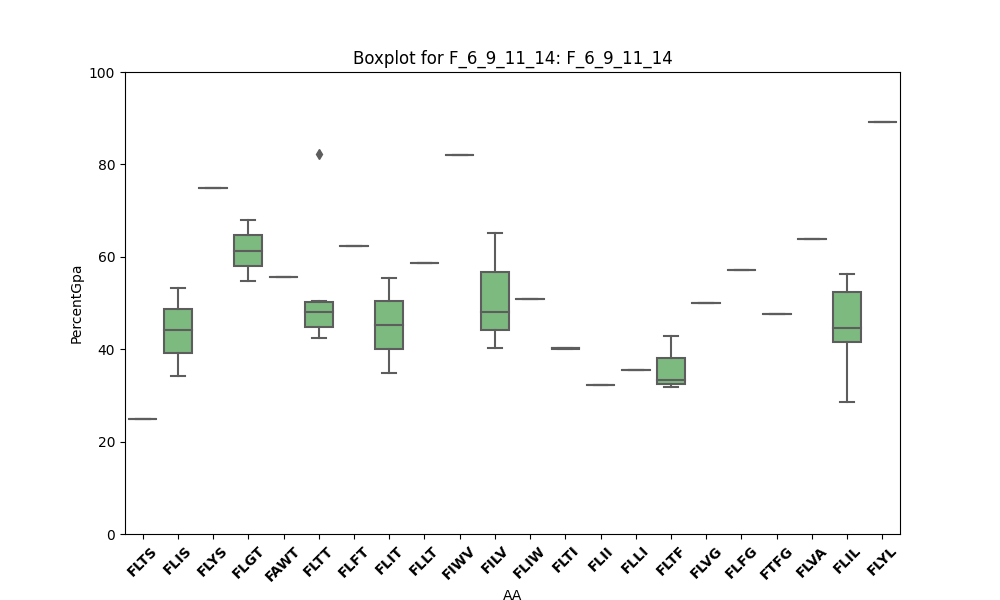 Boxplot for F_6_9_11_14: F_6_9_11_14
PercentGpa
100
80
60
40
20
0
FLTS FLIS FLYS FLGT FAWT FLTT FLFT FLIT FLLT FIWV FILV FLIW FLTI FLII FLLI FLTF FLVG FLFG FTFG FLVA FLIL FLYL
AA